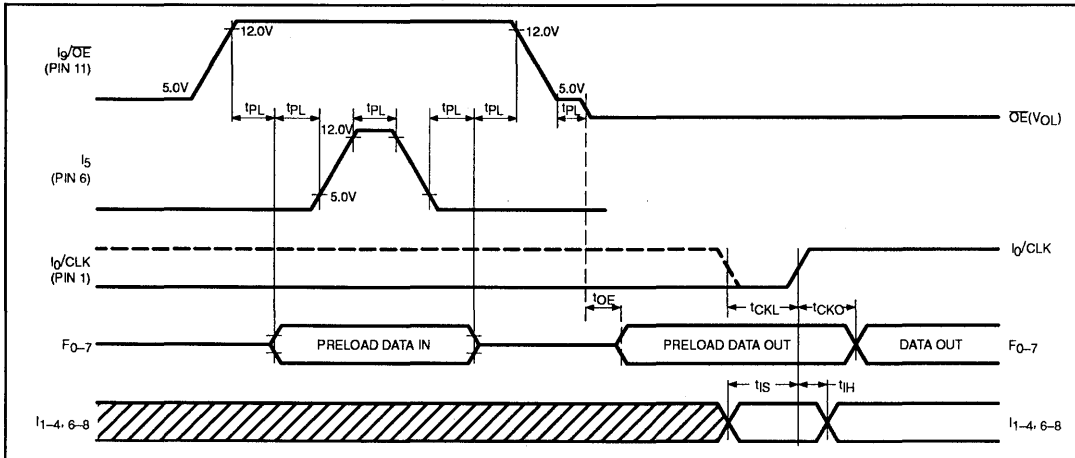 I9/OE
(PIN 11)
12.0V
12.0V
5.0V
5.0V
tPL
tPL
tPL
tPL
tPL
tPL
OE(VOL)
12.0V
I5
(PIN 6)
5.0V
I0/CLK
(PIN 1)
I0/CLK
tOE
tCKL
tCKO
F0–7
PRELOAD DATA IN
PRELOAD DATA OUT
DATA OUT
F0–7
tIS
tIH
I1–4, 6–8
I1–4, 6–8